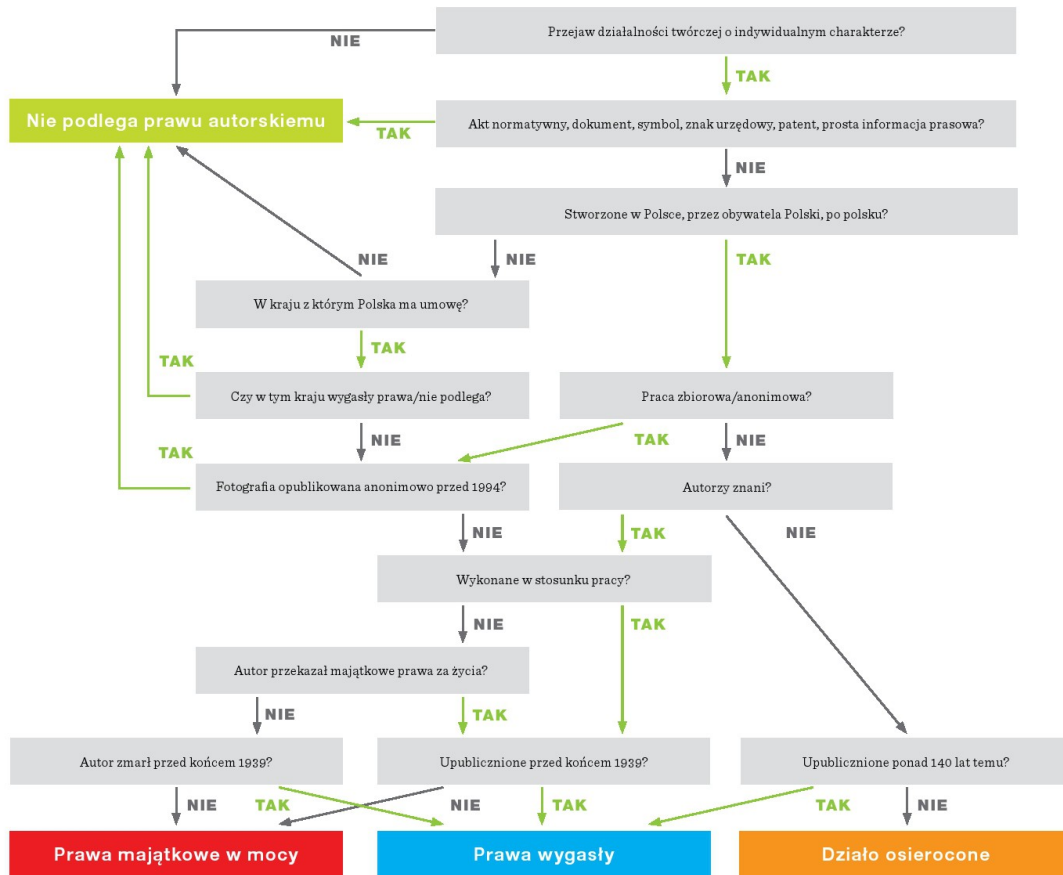 Przejaw działalności twórczej o indywidualnym charakterze?
NIE
TAK
Nie podlega prawu autorskiemu
TAK
Akt normatywny, dokument, symbol, znak urzędowy, patent, prosta informacja prasowa?
NIE
Stworzone w Polsce, przez obywatela Polski, po polsku?
NIE
NIE
TAK
W kraju z którym Polska ma umowę?
TAK
TAK
Czy w tym kraju wygasły prawa/nie podlega?
Praca zbiorowa/anonimowa?
TAK
NIE
TAK
NIE
Fotografia opublikowana anonimowo przed 1994?
Autorzy znani?
NIE
TAK
NIE
Wykonane w stosunku pracy?
NIE
TAK
Autor przekazał majątkowe prawa za życia?
NIE
TAK
Autor zmarł przed końcem 1939?
Upublicznione przed końcem 1939?
Upublicznione ponad 140 lat temu?
NIE
TAK
NIE
TAK
TAK
NIE
Prawa majątkowe w mocy
Prawa wygasły
Działo osierocone